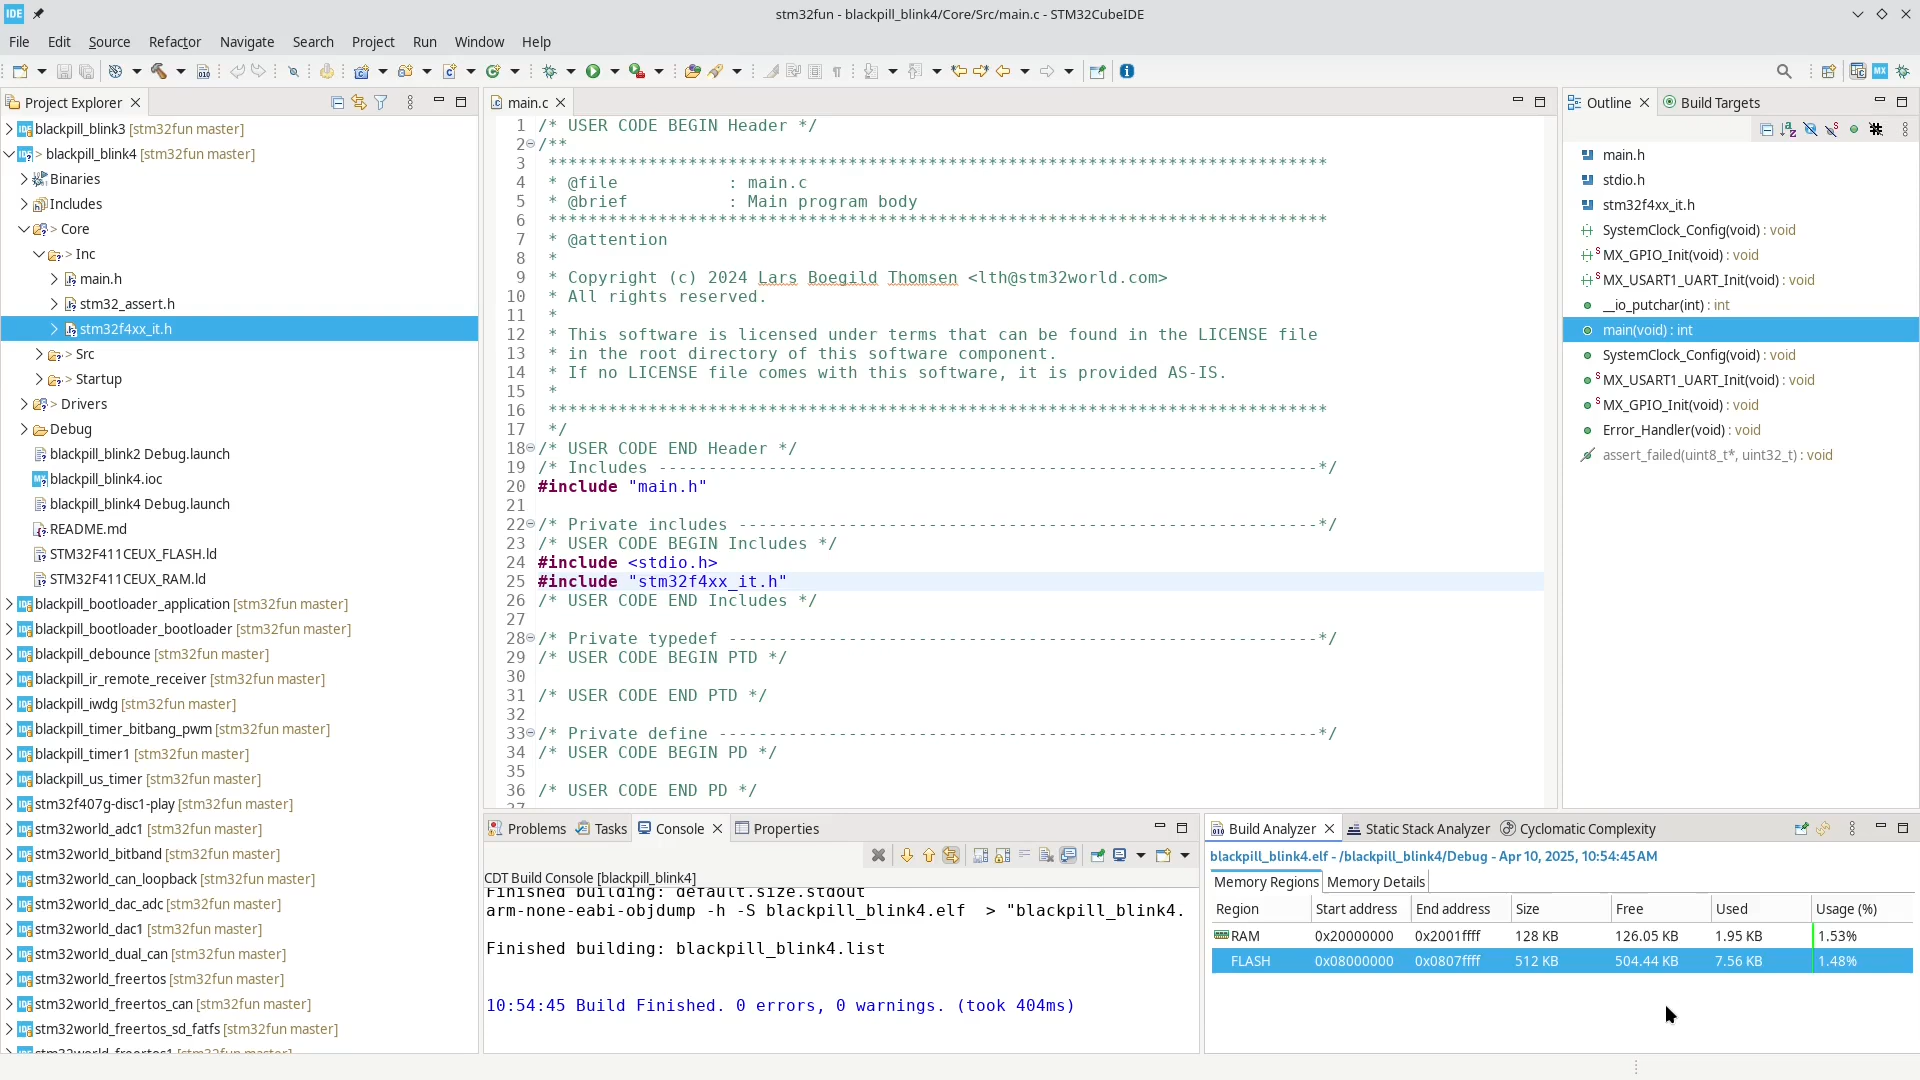 IDE
stm32fun - blackpill_blink4/Core/Src/main.c - STM32CubeIDE
File Edit Source Refactor Navigate Search Project Run Window Help
MX
Project Explorer
blackpill_blink3 [stm32fun master]
> blackpill_blink4 [stm32fun master]
Binaries
Includes
> Core
> Inc
main.h
stm32_assert.h
stm32f4xx_it.h
> Src
> Startup
> Drivers
Debug
blackpill_blink2 Debug.launch
blackpill_blink4.ioc
blackpill_blink4 Debug.launch
README.md
STM32F411CEUX_FLASH.ld
STM32F411CEUX_RAM.ld
blackpill_bootloader_application [stm32fun master]
blackpill_bootloader_bootloader [stm32fun master]
blackpill_debounce [stm32fun master]
blackpill_ir_remote_receiver [stm32fun master]
blackpill_iwdg [stm32fun master]
blackpill_timer_bitbang_pwm [stm32fun master]
blackpill_timer1 [stm32fun master]
blackpill_us_timer [stm32fun master]
stm32f407g-disc1-play [stm32fun master]
stm32world_adc1 [stm32fun master]
stm32world_bitband [stm32fun master]
stm32world_can_loopback [stm32fun master]
stm32world_dac_adc [stm32fun master]
stm32world_dac1 [stm32fun master]
stm32world_dual_can [stm32fun master]
stm32world_freertos [stm32fun master]
stm32world_freertos_can [stm32fun master]
stm32world_freertos_sd_fatfs [stm32fun master]
stm32world_freertos1 [stm32fun master]
main.c
1 /* USER CODE BEGIN Header */
2 /**
3 ******************************************************************************
4 * @file           : main.c
5 * @brief          : Main program body
6 ******************************************************************************
7 * @attention
8 *
9 * Copyright (c) 2024 Lars Boegild Thomsen <lth@stm32world.com>
10 * All rights reserved.
11 *
12 * This software is licensed under terms that can be found in the LICENSE file
13 * in the root directory of this software component.
14 * If no LICENSE file comes with this software, it is provided AS-IS.
15 *
16 ******************************************************************************
17 */
18 /* USER CODE END Header */
19 /* Includes ------------------------------------------------------------------*/
20 #include "main.h"
21
22 /* Private includes ----------------------------------------------------------*/
23 /* USER CODE BEGIN Includes */
24 #include <stdio.h>
25 #include "stm32f4xx_it.h"
26 /* USER CODE END Includes */
27
28 /* Private typedef -----------------------------------------------------------*/
29 /* USER CODE BEGIN PTD */
30
31 /* USER CODE END PTD */
32
33 /* Private define ------------------------------------------------------------*/
34 /* USER CODE BEGIN PD */
35
36 /* USER CODE END PD */
37
Outline Build Targets
main.h
stdio.h
stm32f4xx_it.h
SystemClock_Config(void) : void
MX_GPIO_Init(void) : void
MX_USART1_UART_Init(void) : void
__io_putchar(int) : int
main(void) : int
SystemClock_Config(void) : void
MX_USART1_UART_Init(void) : void
MX_GPIO_Init(void) : void
Error_Handler(void) : void
assert_failed(uint8_t*, uint32_t) : void
Problems Tasks Console Properties
CDT Build Console [blackpill_blink4]
Finished building: default.size.stdout
arm-none-eabi-objdump -h -S blackpill_blink4.elf  > "blackpill_blink4.
Finished building: blackpill_blink4.list
10:54:45 Build Finished. 0 errors, 0 warnings. (took 404ms)
Build Analyzer Static Stack Analyzer Cyclomatic Complexity
blackpill_blink4.elf - /blackpill_blink4/Debug - Apr 10, 2025, 10:54:45 AM
Memory Regions Memory Details
Region Start address End address Size Free Used Usage (%)
RAM 0x20000000 0x2001ffff 128 KB 126.05 KB 1.95 KB 1.53%
FLASH 0x08000000 0x0807ffff 512 KB 504.44 KB 7.56 KB 1.48%